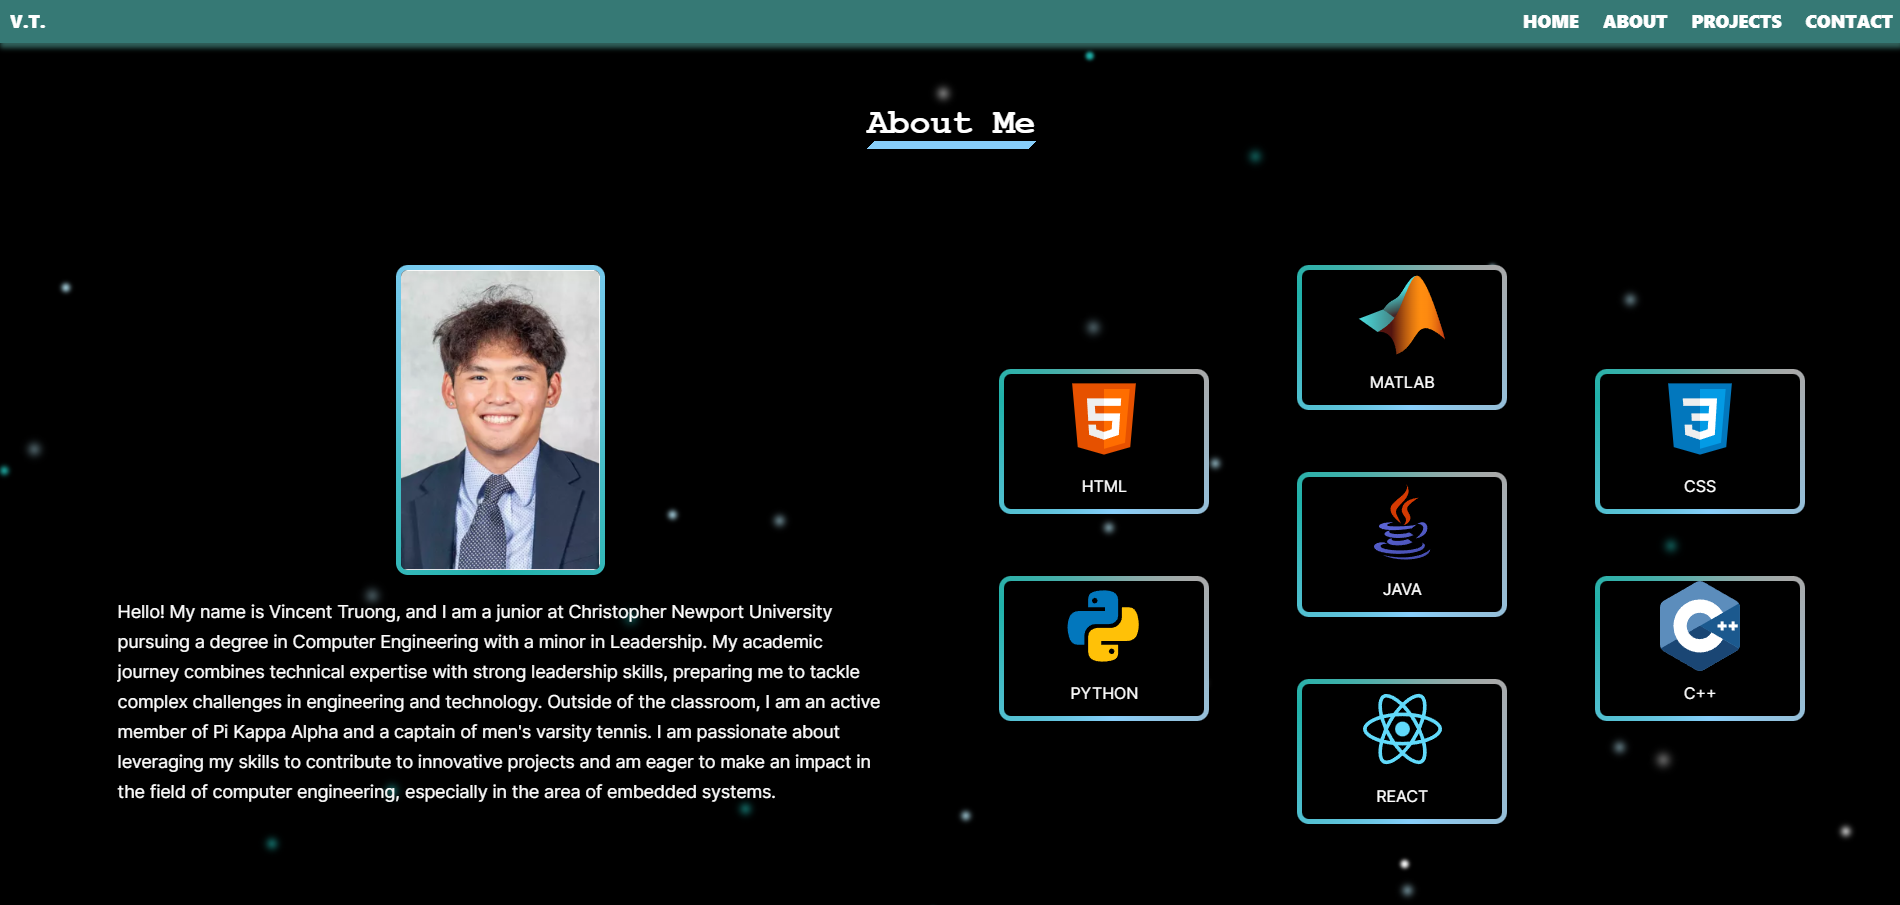 V.T.
HOME ABOUT PROJECTS CONTACT
About Me
Hello! My name is Vincent Truong, and I am a junior at Christopher Newport University
pursuing a degree in Computer Engineering with a minor in Leadership. My academic
journey combines technical expertise with strong leadership skills, preparing me to tackle
complex challenges in engineering and technology. Outside of the classroom, I am an active
member of Pi Kappa Alpha and a captain of men's varsity tennis. I am passionate about
leveraging my skills to contribute to innovative projects and am eager to make an impact in
the field of computer engineering, especially in the area of embedded systems.
5
HTML
PYTHON
MATLAB
JAVA
REACT
3
CSS
C++
C++